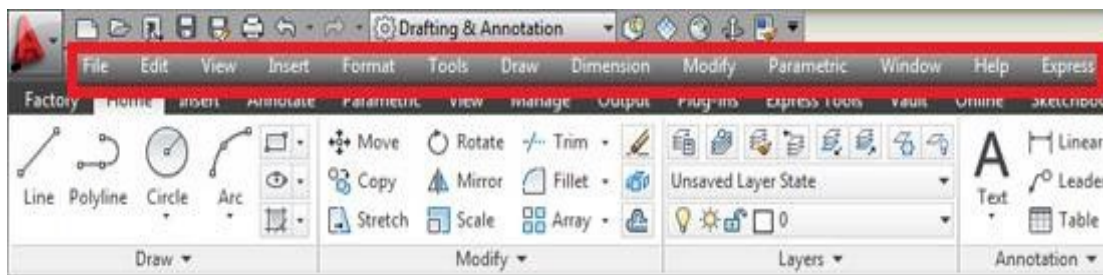 Drafting & Annotation
File Edit View Insert Format Tools Draw Dimension Modify Parametric Window Help Express
Factory Home Insert Annotate Parametric View Manage Output Plug-ins Express Tools Vault Online
Line Polyline Circle Arc
Move Rotate Trim
Copy Mirror Fillet
Stretch Scale Array
Unsaved Layer State
0
A
Text
Linear
Table
Draw Modify Layers Annotation